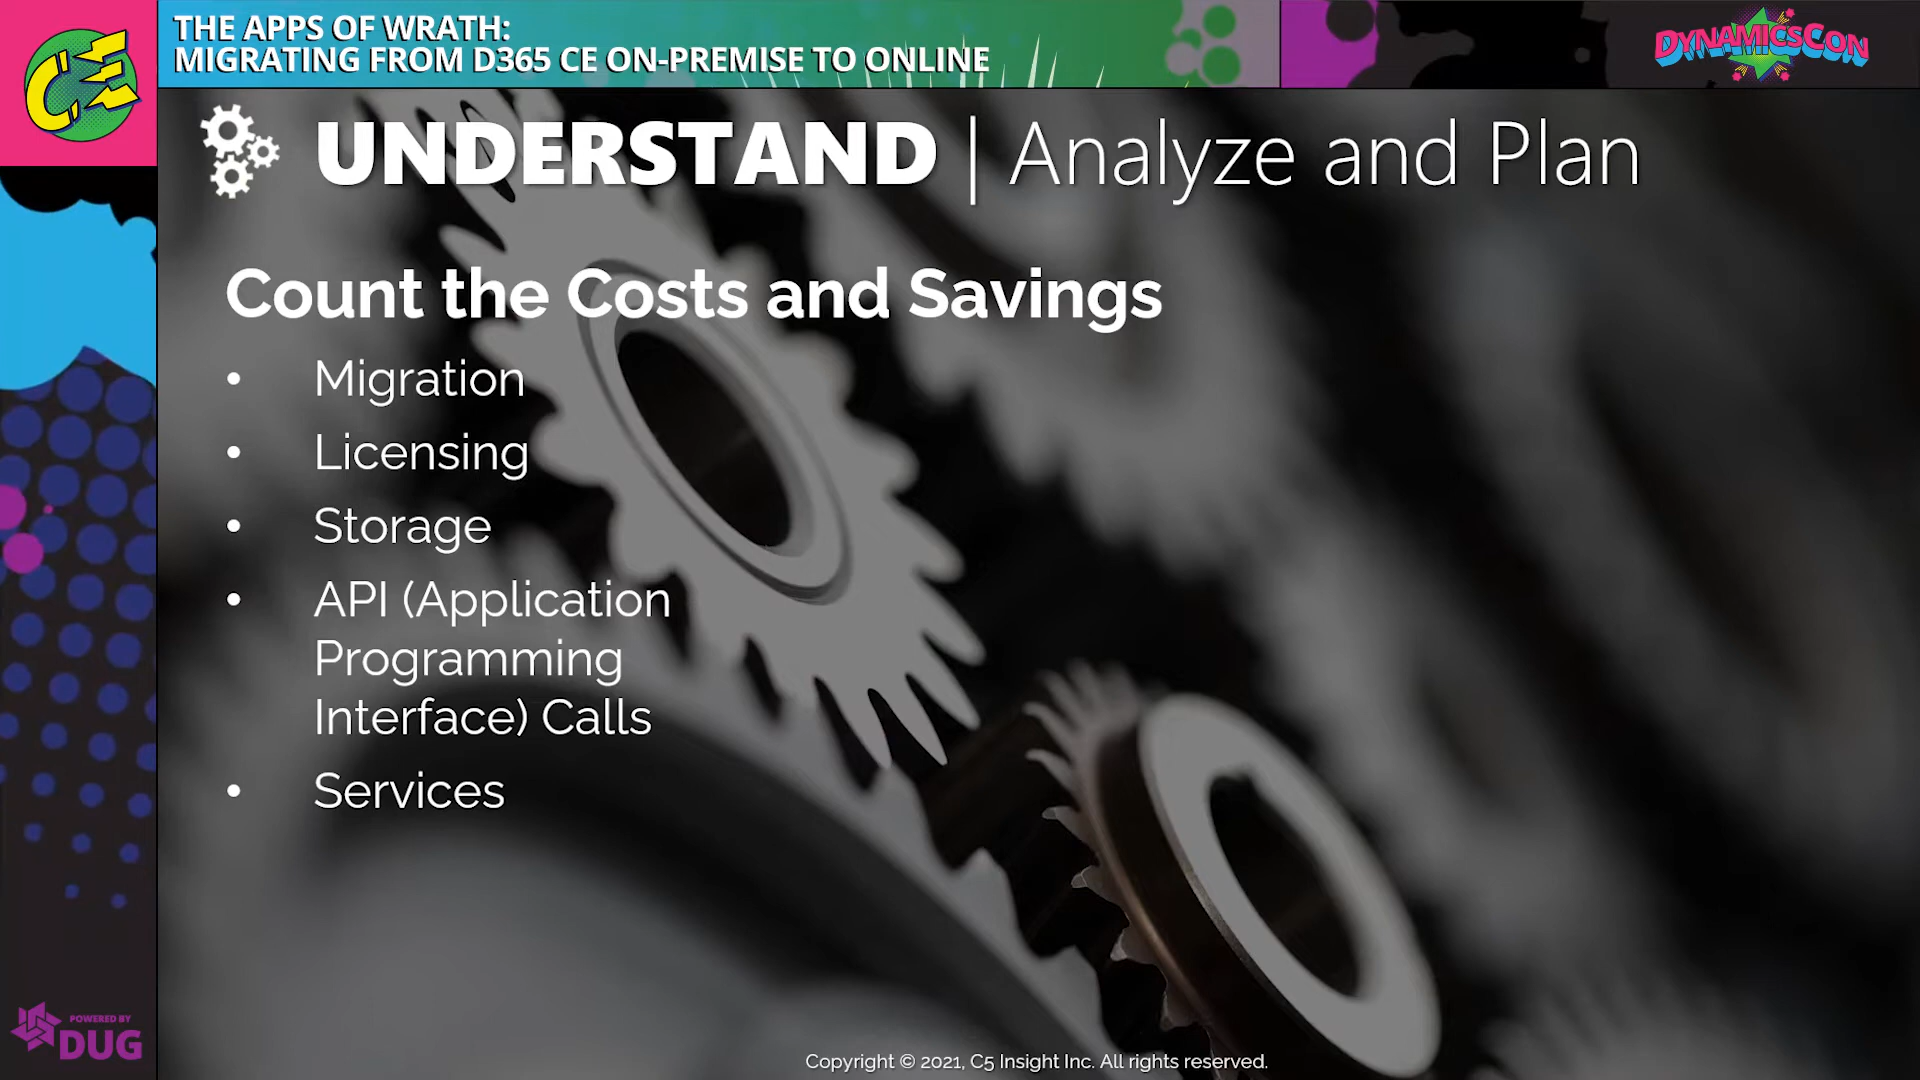 THE APPS OF WRATH:
MIGRATING FROM D365 CE ON-PREMISE TO ONLINE
CE
DYNAMICSCON
UNDERSTAND | Analyze and Plan
Count the Costs and Savings
• Migration
• Licensing
• Storage
• API (Application
Programming
Interface) Calls
• Services
POWERED BY
DUG
Copyright © 2021, C5 Insight Inc. All rights reserved.